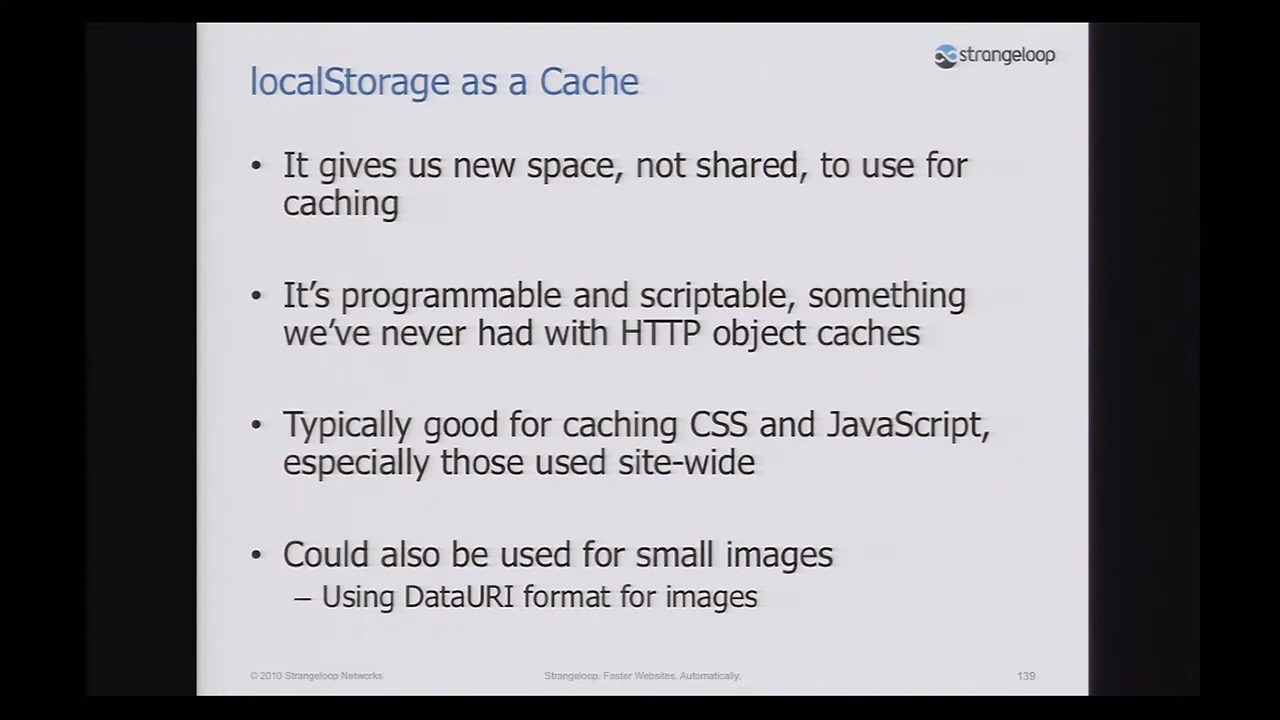 strangeloop
localStorage as a Cache
• It gives us new space, not shared, to use for
caching
• It's programmable and scriptable, something
we've never had with HTTP object caches
• Typically good for caching CSS and JavaScript,
especially those used site-wide
• Could also be used for small images
– Using DataURI format for images
© 2010 Strangeloop Networks
Strangeloop. Faster Websites. Automatically.
139